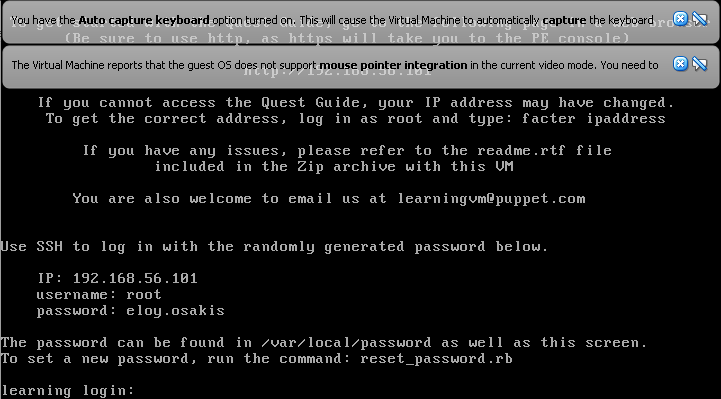 You have the Auto capture keyboard option turned on. This will cause the Virtual Machine to automatically capture the keyboard
(Be sure to use http, as https will take you to the PE console)
The Virtual Machine reports that the guest OS does not support mouse pointer integration in the current video mode. You need to
http://192.168.56.101
If you cannot access the Quest Guide, your IP address may have changed.
To get the correct address, log in as root and type: facter ipaddress
If you have any issues, please refer to the readme.rtf file
included in the Zip archive with this VM
You are also welcome to email us at learningvm@puppet.com
Use SSH to log in with the randomly generated password below.
IP: 192.168.56.101
username: root
password: eloy.osakis
The password can be found in /var/local/password as well as this screen.
To set a new password, run the command: reset_password.rb
learning login: